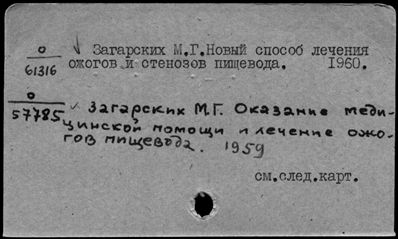 о Загарских М.Г.Новый способ лечения
61316 ожогов и стенозов пищевода. 1960.
о
57785 Загарских М.Г. Оказание меди-
цинской помощи и лечение ожо-
гов пищевода. 1959
см.след.карт.